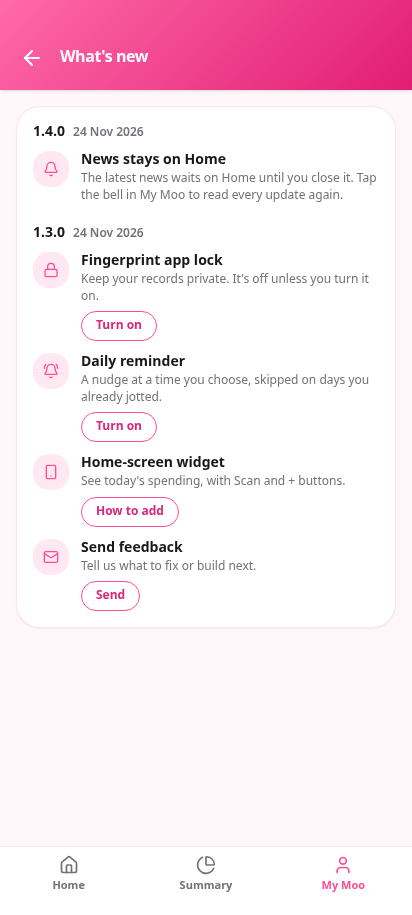 What's new
1.4.0 24 Nov 2026
News stays on Home
The latest news waits on Home until you close it. Tap
the bell in My Moo to read every update again.
1.3.0 24 Nov 2026
Fingerprint app lock
Keep your records private. It's off unless you turn it
on.
Turn on
Daily reminder
A nudge at a time you choose, skipped on days you
already jotted.
Turn on
Home-screen widget
See today's spending, with Scan and + buttons.
How to add
Send feedback
Tell us what to fix or build next.
Send
Home Summary My Moo